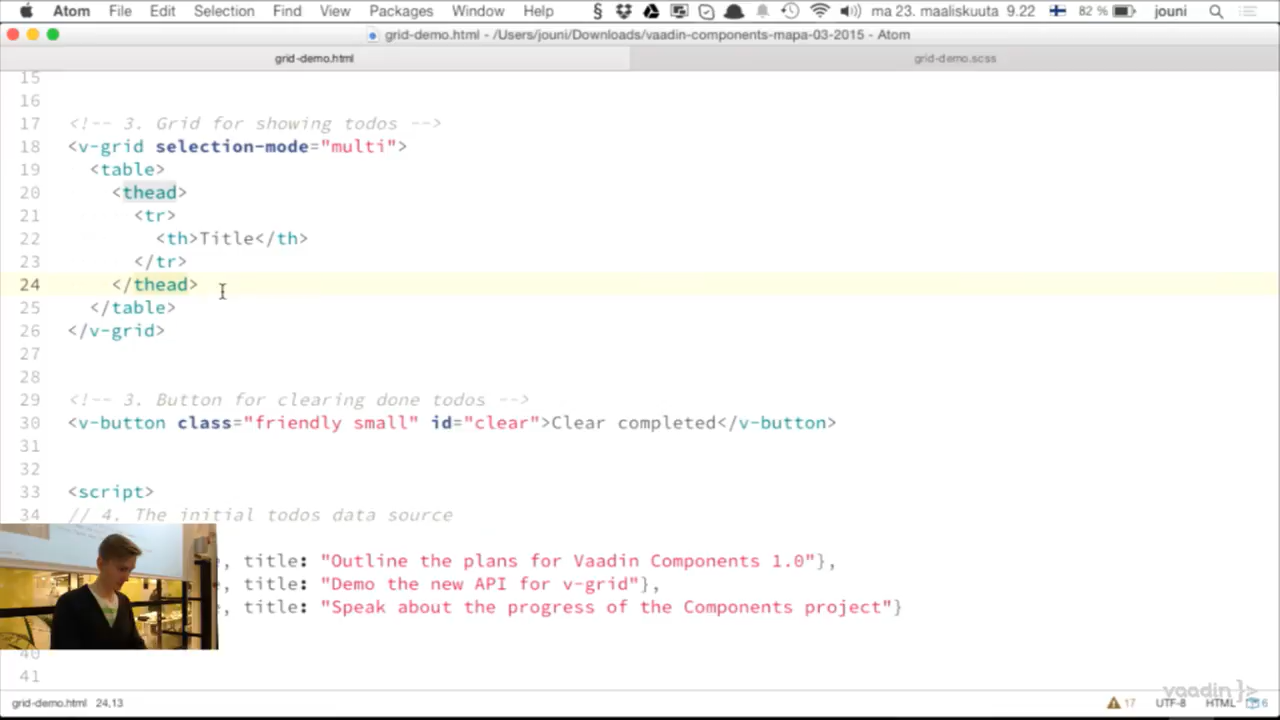 Atom File Edit Selection Find View Packages Window Help § ma 23. maaliskuuta 9.22 82 % jouni
grid-demo.html - /Users/jouni/Downloads/vaadin-components-mapa-03-2015 - Atom
grid-demo.html grid-demo.scss
15
16
17 <!-- 3. Grid for showing todos -->
18 <v-grid selection-mode="multi">
19 <table>
20 <thead>
21 <tr>
22 <th>Title</th>
23 </tr>
24 </thead>
25 </table>
26 </v-grid>
27
28
29 <!-- 3. Button for clearing done todos -->
30 <v-button class="friendly small" id="clear">Clear completed</v-button>
31
32
33 <script>
34 // 4. The initial todos data source
, title: "Outline the plans for Vaadin Components 1.0"},
, title: "Demo the new API for v-grid"},
, title: "Speak about the progress of the Components project"}
40
41
vaadin }>
grid-demo.html 24,13 17 UTF-8 HTML 6